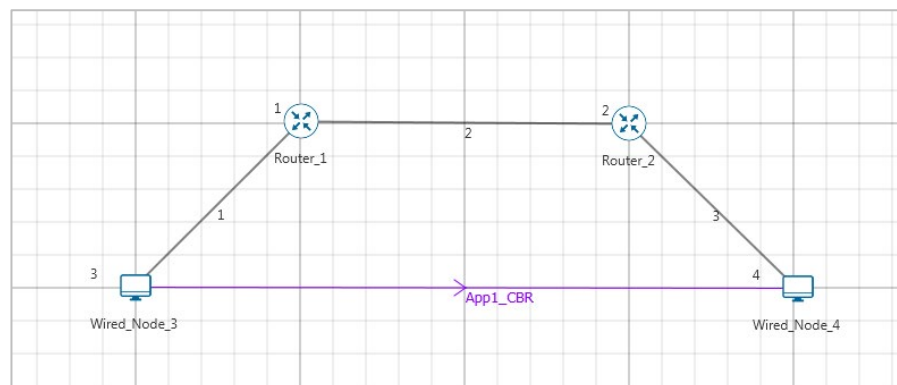 1
Router_1
2
2
Router_2
1
3
3
Wired_Node_3
App1_CBR
4
Wired_Node_4